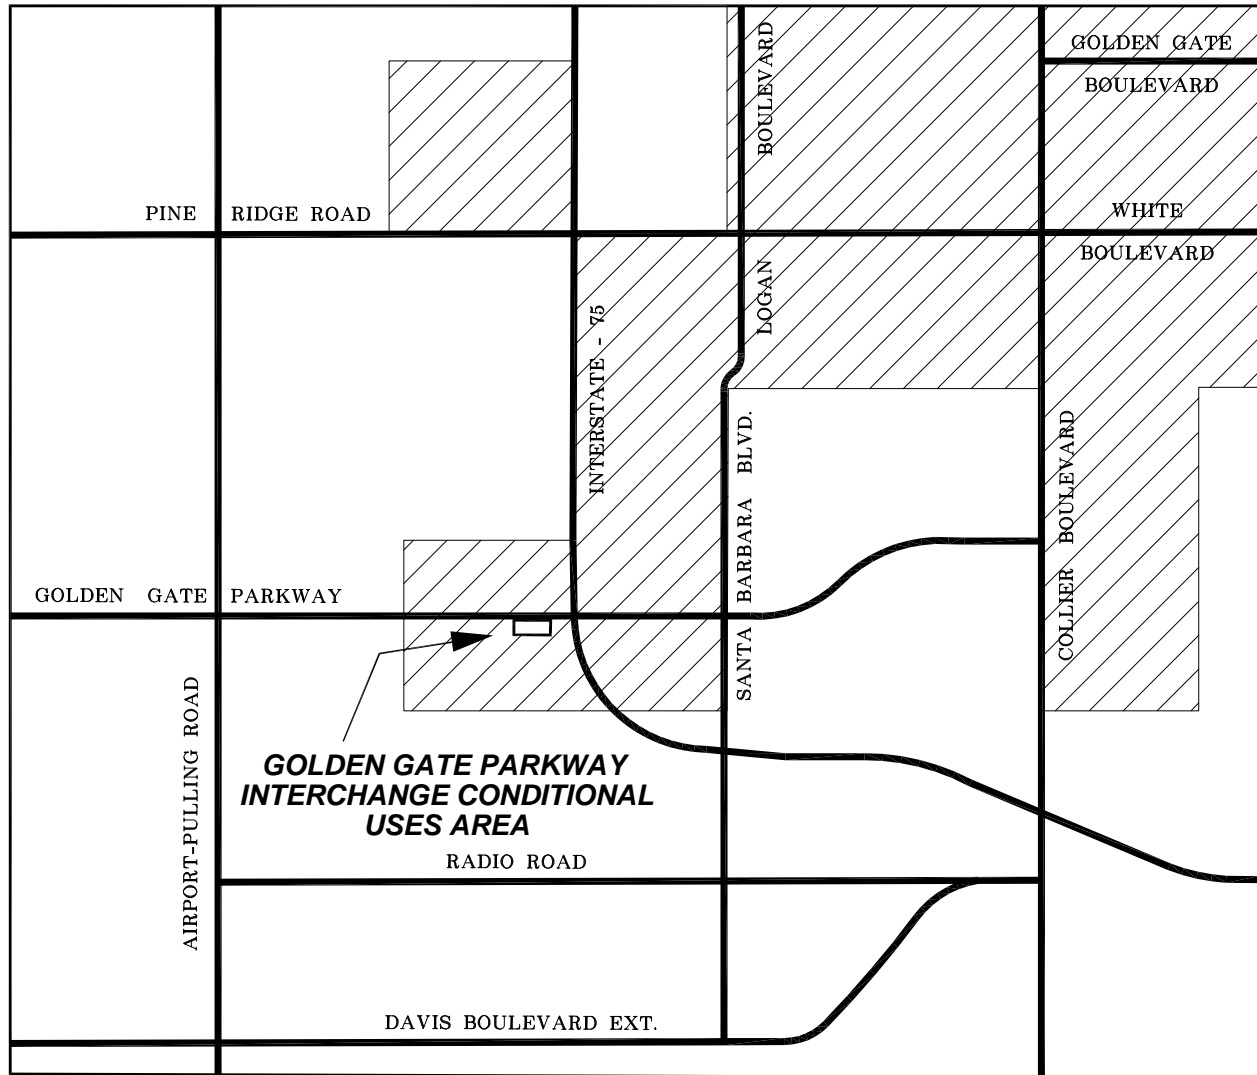 GOLDEN GATE
BOULEVARD
BOULEVARD
PINE RIDGE ROAD
WHITE
BOULEVARD
LOGAN
INTERSTATE - 75
SANTA BARBARA BLVD.
COLLIER BOULEVARD
GOLDEN GATE PARKWAY
AIRPORT-PULLING ROAD
GOLDEN GATE PARKWAY
INTERCHANGE CONDITIONAL
USES AREA
RADIO ROAD
DAVIS BOULEVARD EXT.